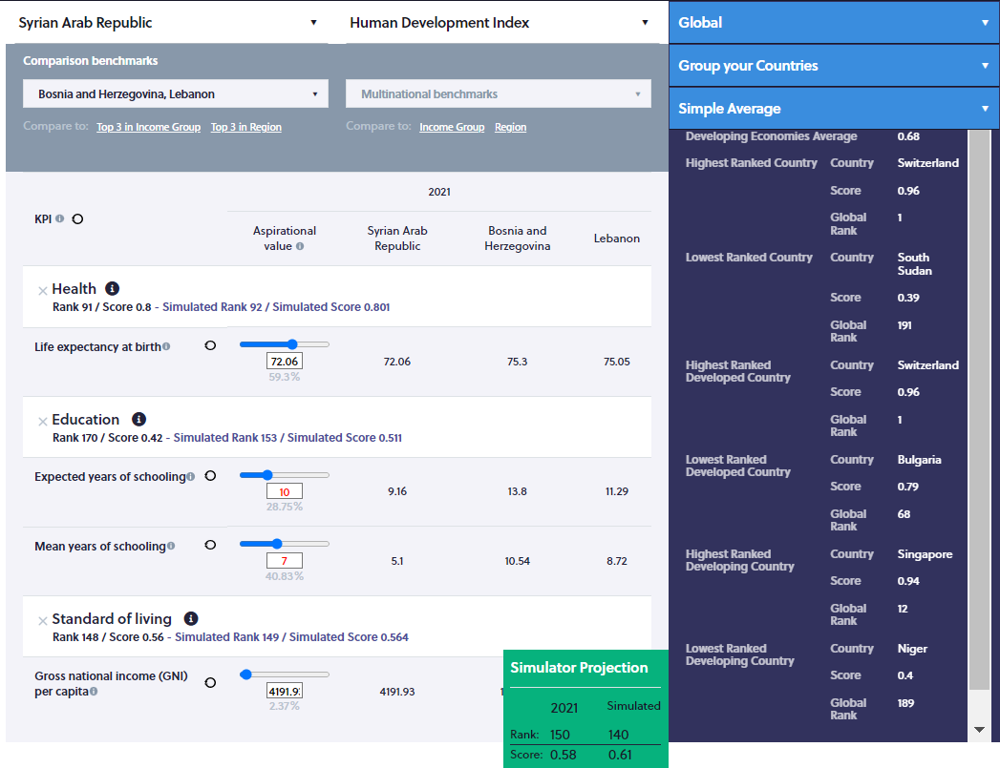 Syrian Arab Republic
Human Development Index
Comparison benchmarks
Bosnia and Herzegovina, Lebanon
Multinational benchmarks
Compare to: Top 3 in Income Group Top 3 in Region
Compare to: Income Group Region
KPI
2021
Aspirational
value
Syrian Arab
Republic
Bosnia and
Herzegovina
Lebanon
Health
Rank 91 / Score 0.8 - Simulated Rank 92 / Simulated Score 0.801
Life expectancy at birth
72.06
59.3%
72.06
75.3
75.05
Education
Rank 170 / Score 0.42 - Simulated Rank 153 / Simulated Score 0.511
Expected years of schooling
10
28.75%
9.16
13.8
11.29
Mean years of schooling
7
40.83%
5.1
10.54
8.72
Standard of living
Rank 148 / Score 0.56 - Simulated Rank 149 / Simulated Score 0.564
Gross national income (GNI)
per capita
2.37%
4191.93
Simulator Projection
2021 Simulated
Rank: 150 140
Score: 0.58 0.61
Global
Group your Countries
Simple Average
Developing Economies Average 0.68
Highest Ranked Country Country Switzerland
Score 0.96
Global
Rank
1
Lowest Ranked Country Country South
Sudan
Score 0.39
Global
Rank
191
Highest Ranked
Developed Country
Country Switzerland
Score 0.96
Global
Rank
1
Lowest Ranked
Developed Country
Country Bulgaria
Score 0.79
Global
Rank
68
Highest Ranked
Developing Country
Country Singapore
Score 0.94
Global
Rank
12
Lowest Ranked
Developing Country
Country Niger
Score 0.4
Global
Rank
189